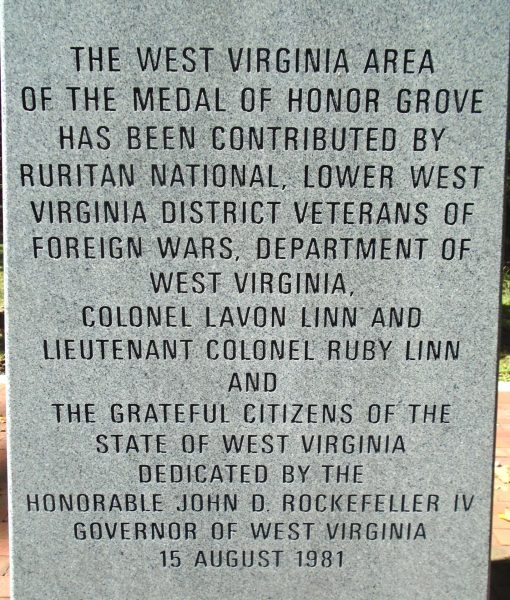 THE WEST VIRGINIA AREA
OF THE MEDAL OF HONOR GROVE
HAS BEEN CONTRIBUTED BY
RURITAN NATIONAL, LOWER WEST
VIRGINIA DISTRICT VETERANS OF
FOREIGN WARS, DEPARTMENT OF
WEST VIRGINIA,
COLONEL LAVON LINN AND
LIEUTENANT COLONEL RUBY LINN
AND
THE GRATEFUL CITIZENS OF THE
STATE OF WEST VIRGINIA
DEDICATED BY THE
HONORABLE JOHN D. ROCKEFELLER IV
GOVERNOR OF WEST VIRGINIA
15 AUGUST 1981